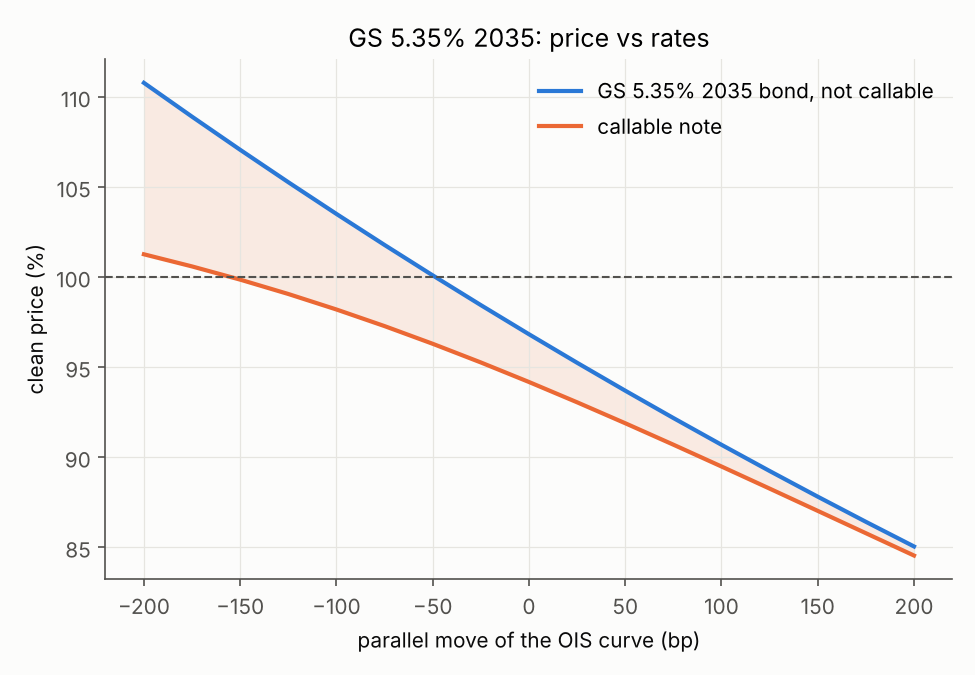 GS 5.35% 2035: price vs rates
GS 5.35% 2035 bond, not callable
callable note
clean price (%)
110
105
100
95
90
85
−200 −150 −100 −50 0 50 100 150 200
parallel move of the OIS curve (bp)